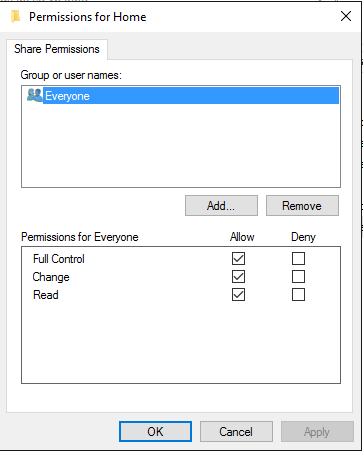 Permissions for Home
Share Permissions
Group or user names:
Everyone
Add... Remove
Permissions for Everyone Allow Deny
Full Control
Change
Read
OK Cancel Apply